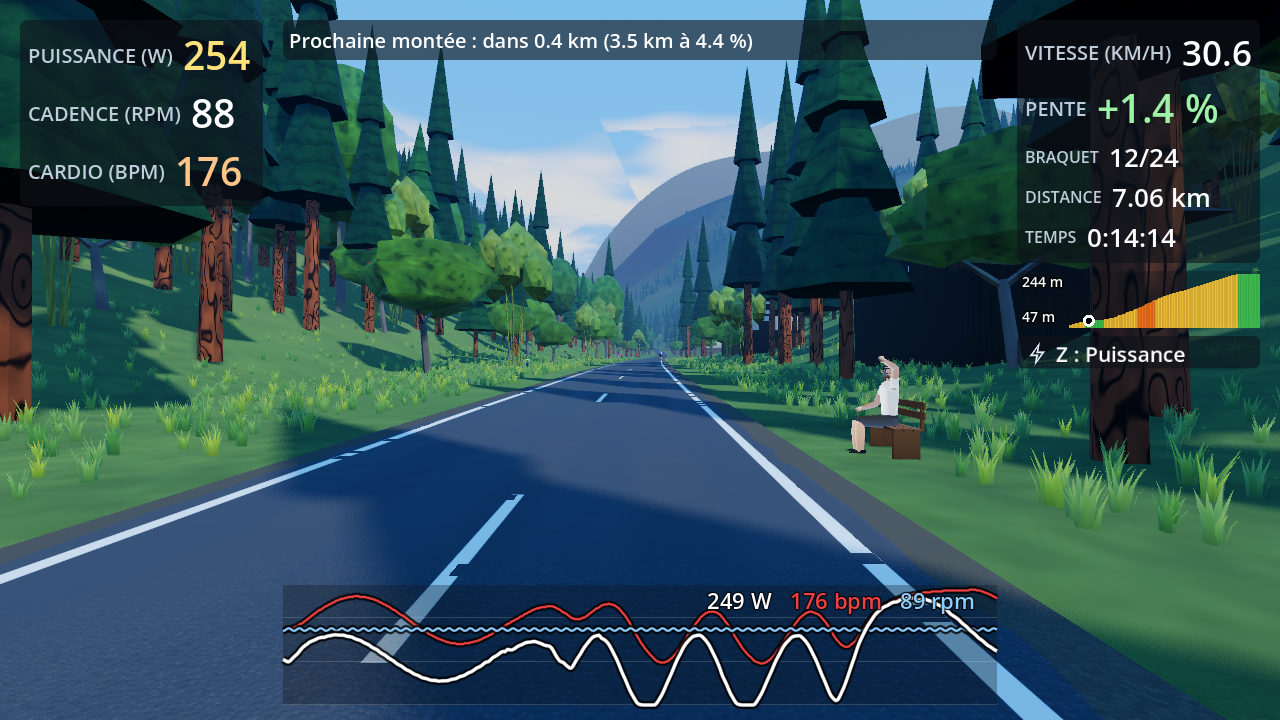 PUISSANCE (W) 254
CADENCE (RPM) 88
CARDIO (BPM) 176
Prochaine montée : dans 0.4 km (3.5 km à 4.4 %)
VITESSE (KM/H) 30.6
PENTE +1.4 %
BRAQUET 12/24
DISTANCE 7.06 km
TEMPS 0:14:14
244 m
47 m
Z : Puissance
249 W 176 bpm 89 rpm